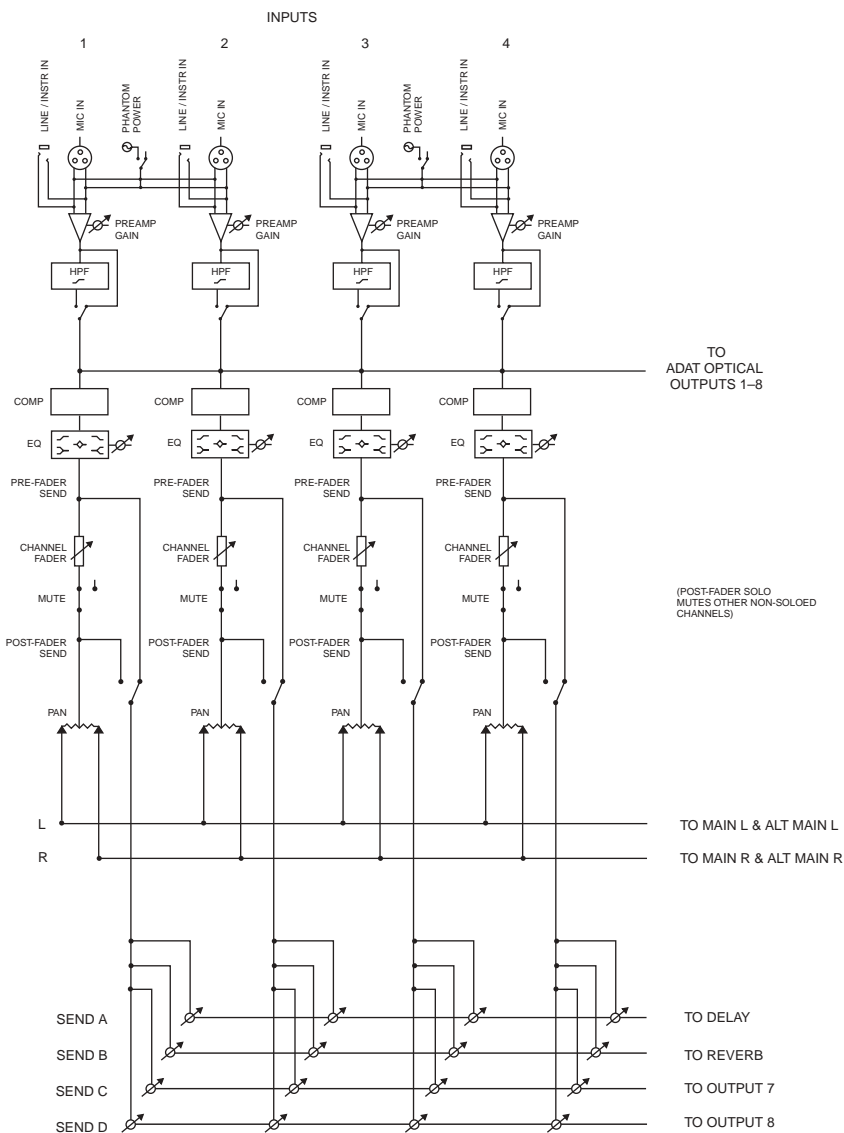 INPUTS
1 2 3 4
LINE / INSTR IN MIC IN PHANTOM POWER LINE / INSTR IN MIC IN LINE / INSTR IN MIC IN PHANTOM POWER LINE / INSTR IN MIC IN
PREAMP GAIN PREAMP GAIN PREAMP GAIN PREAMP GAIN
HPF HPF HPF HPF
TO
ADAT OPTICAL
OUTPUTS 1–8
COMP COMP COMP COMP
EQ EQ EQ EQ
PRE-FADER SEND PRE-FADER SEND PRE-FADER SEND PRE-FADER SEND
CHANNEL FADER CHANNEL FADER CHANNEL FADER CHANNEL FADER
MUTE MUTE MUTE MUTE
(POST-FADER SOLO
MUTES OTHER NON-SOLOED
CHANNELS)
POST-FADER SEND POST-FADER SEND POST-FADER SEND POST-FADER SEND
PAN PAN PAN PAN
L TO MAIN L & ALT MAIN L
R TO MAIN R & ALT MAIN R
SEND A TO DELAY
SEND B TO REVERB
SEND C TO OUTPUT 7
SEND D TO OUTPUT 8